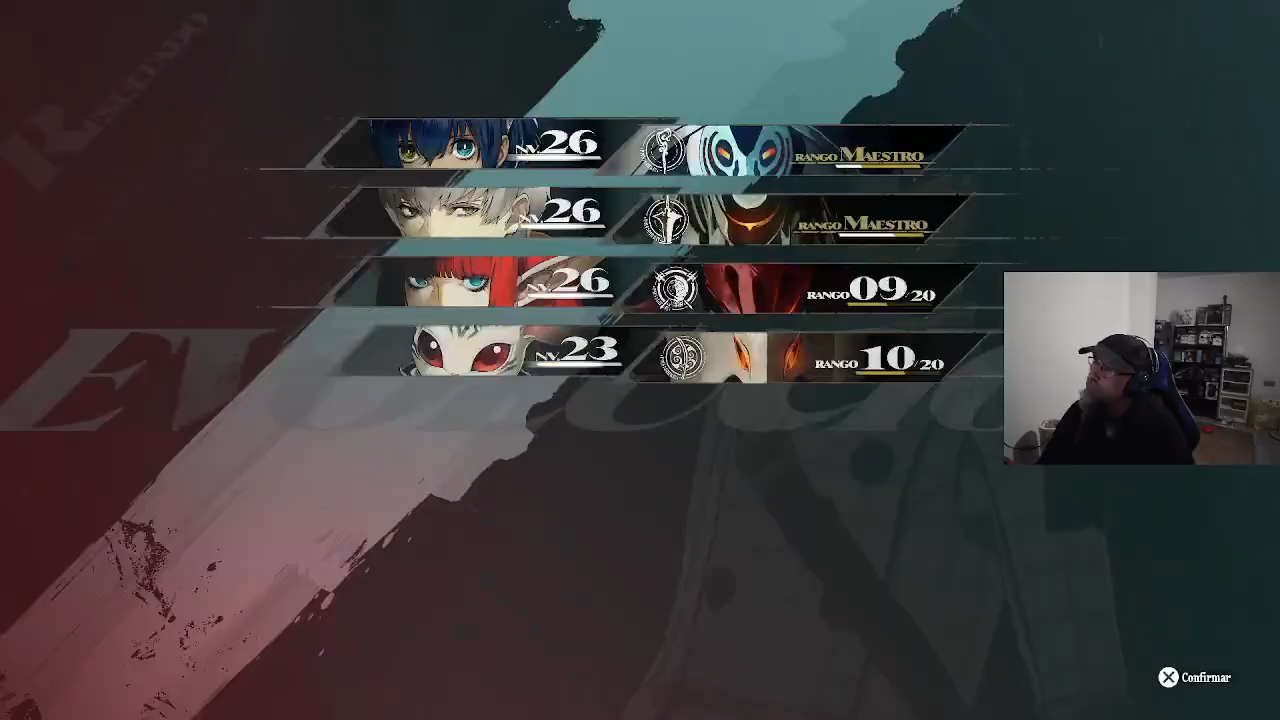 NV. 26 RANGO MAESTRO
NV. 26 RANGO MAESTRO
NV. 26 RANGO 09/20
NV. 23 RANGO 10/20
Confirmar